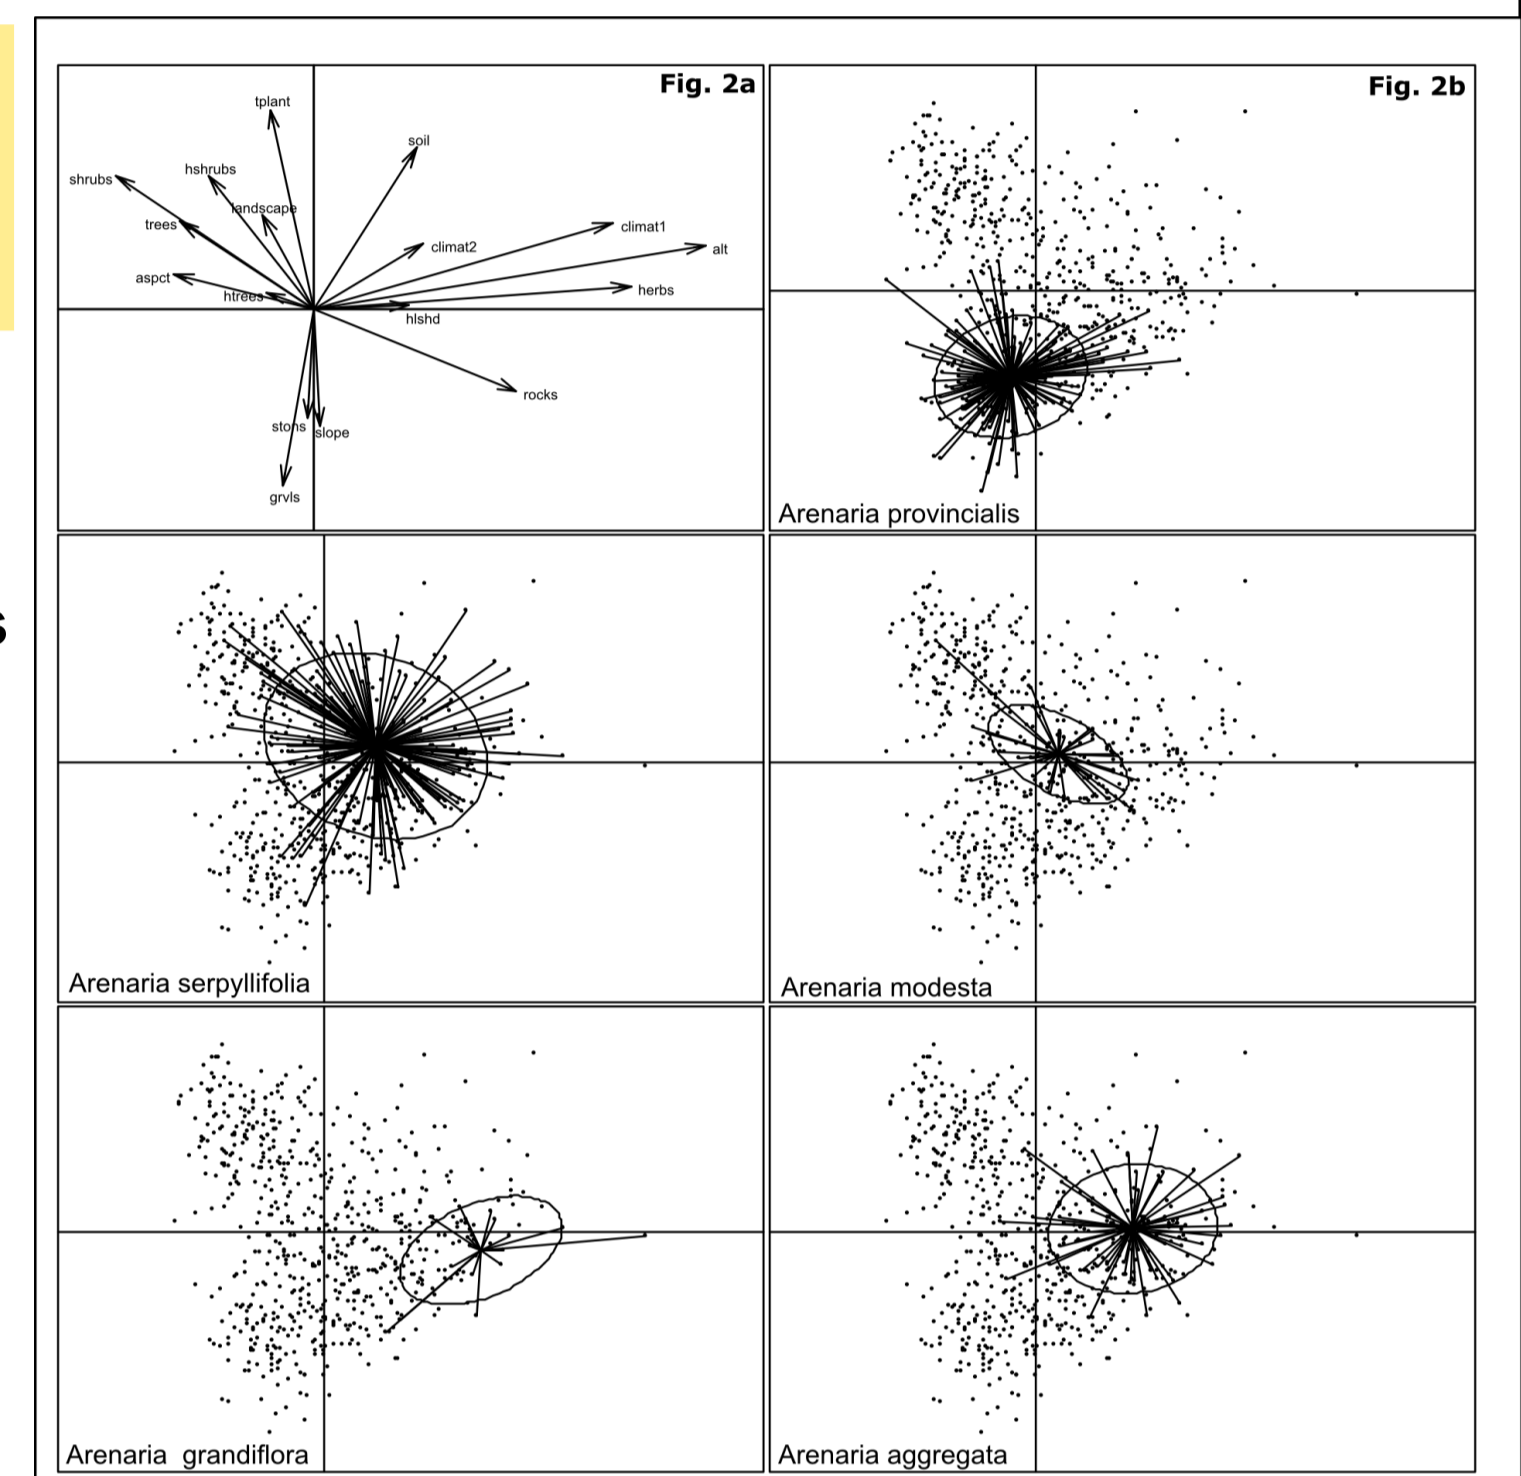 Fig. 2a
tplant
soil
shrubs
hshrubs
landscape
trees
climat1
climat2
alt
aspct
htrees
herbs
hlshd
rocks
stons
slope
grvls
Fig. 2b
Arenaria provincialis
s
Arenaria serpyllifolia
Arenaria modesta
Arenaria grandiflora
Arenaria aggregata